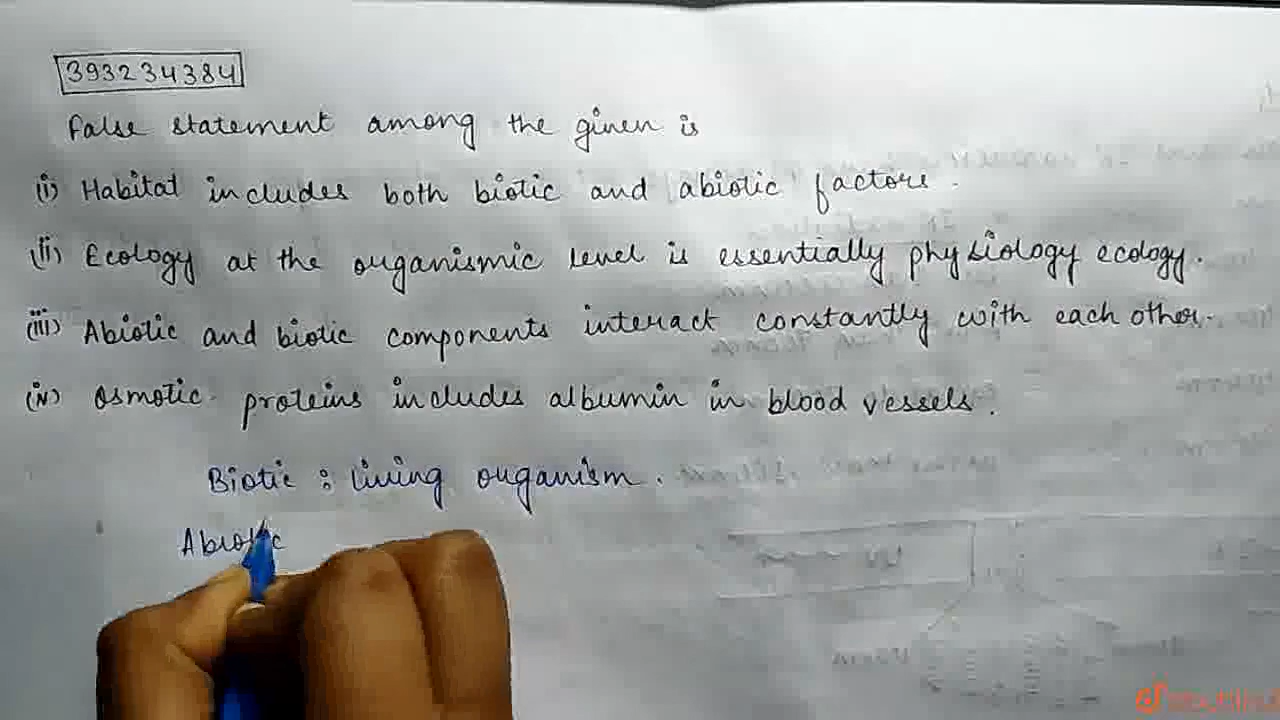 393234384
False statement among the given is
(i) Habitat includes both biotic and abiotic factors.
(ii) Ecology at the organismic level is essentially physiology ecology.
(iii) Abiotic and biotic components interact constantly with each other.
(iv) Osmotic proteins includes albumin in blood vessels.
Biotic : living organism.
Abiotic